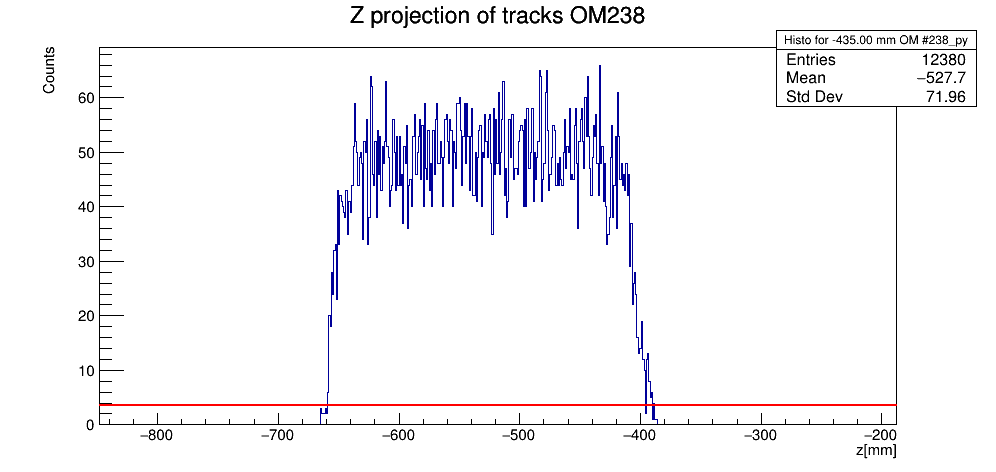 Z projection of tracks OM238
Histo for -435.00 mm OM #238_py
Entries 12380
Mean −527.7
Std Dev 71.96
Counts
60
50
40
30
20
10
0
−800 −700 −600 −500 −400 −300 −200
z[mm]